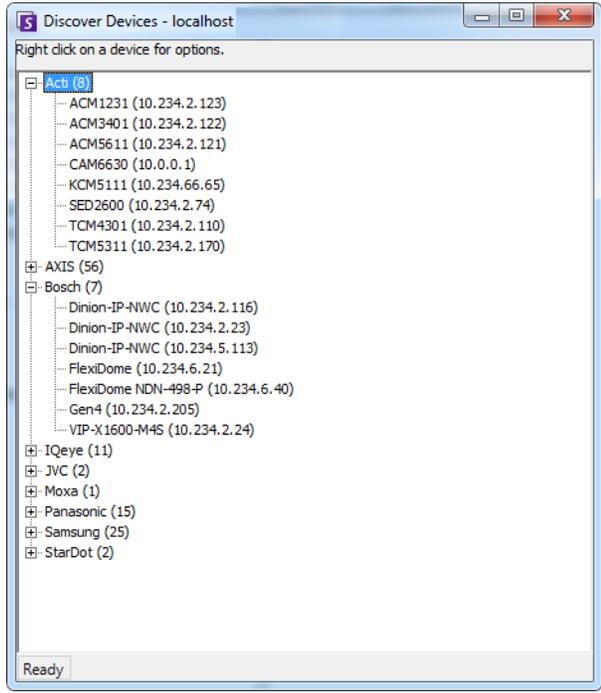 Discover Devices - localhost
Right click on a device for options.
Acti (8)
ACM1231 (10.234.2.123)
ACM3401 (10.234.2.122)
ACM5611 (10.234.2.121)
CAM6630 (10.0.0.1)
KCM5111 (10.234.66.65)
SED2600 (10.234.2.74)
TCM4301 (10.234.2.110)
TCM5311 (10.234.2.170)
AXIS (56)
Bosch (7)
Dinion-IP-NWC (10.234.2.116)
Dinion-IP-NWC (10.234.2.23)
Dinion-IP-NWC (10.234.5.113)
FlexiDome (10.234.6.21)
FlexiDome NDN-498-P (10.234.6.40)
Gen4 (10.234.2.205)
VIP-X1600-M4S (10.234.2.24)
IQeye (11)
JVC (2)
Moxa (1)
Panasonic (15)
Samsung (25)
StarDot (2)
Ready